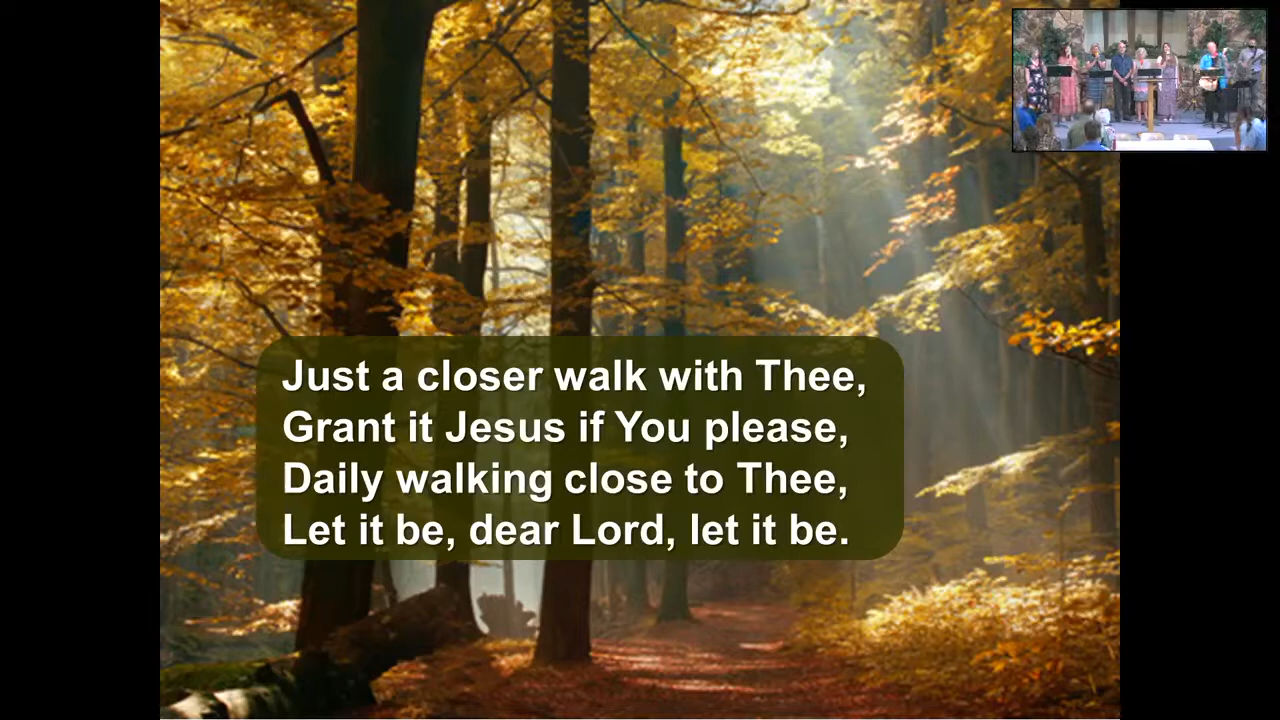 Just a closer walk with Thee,
Grant it Jesus if You please,
Daily walking close to Thee,
Let it be, dear Lord, let it be.